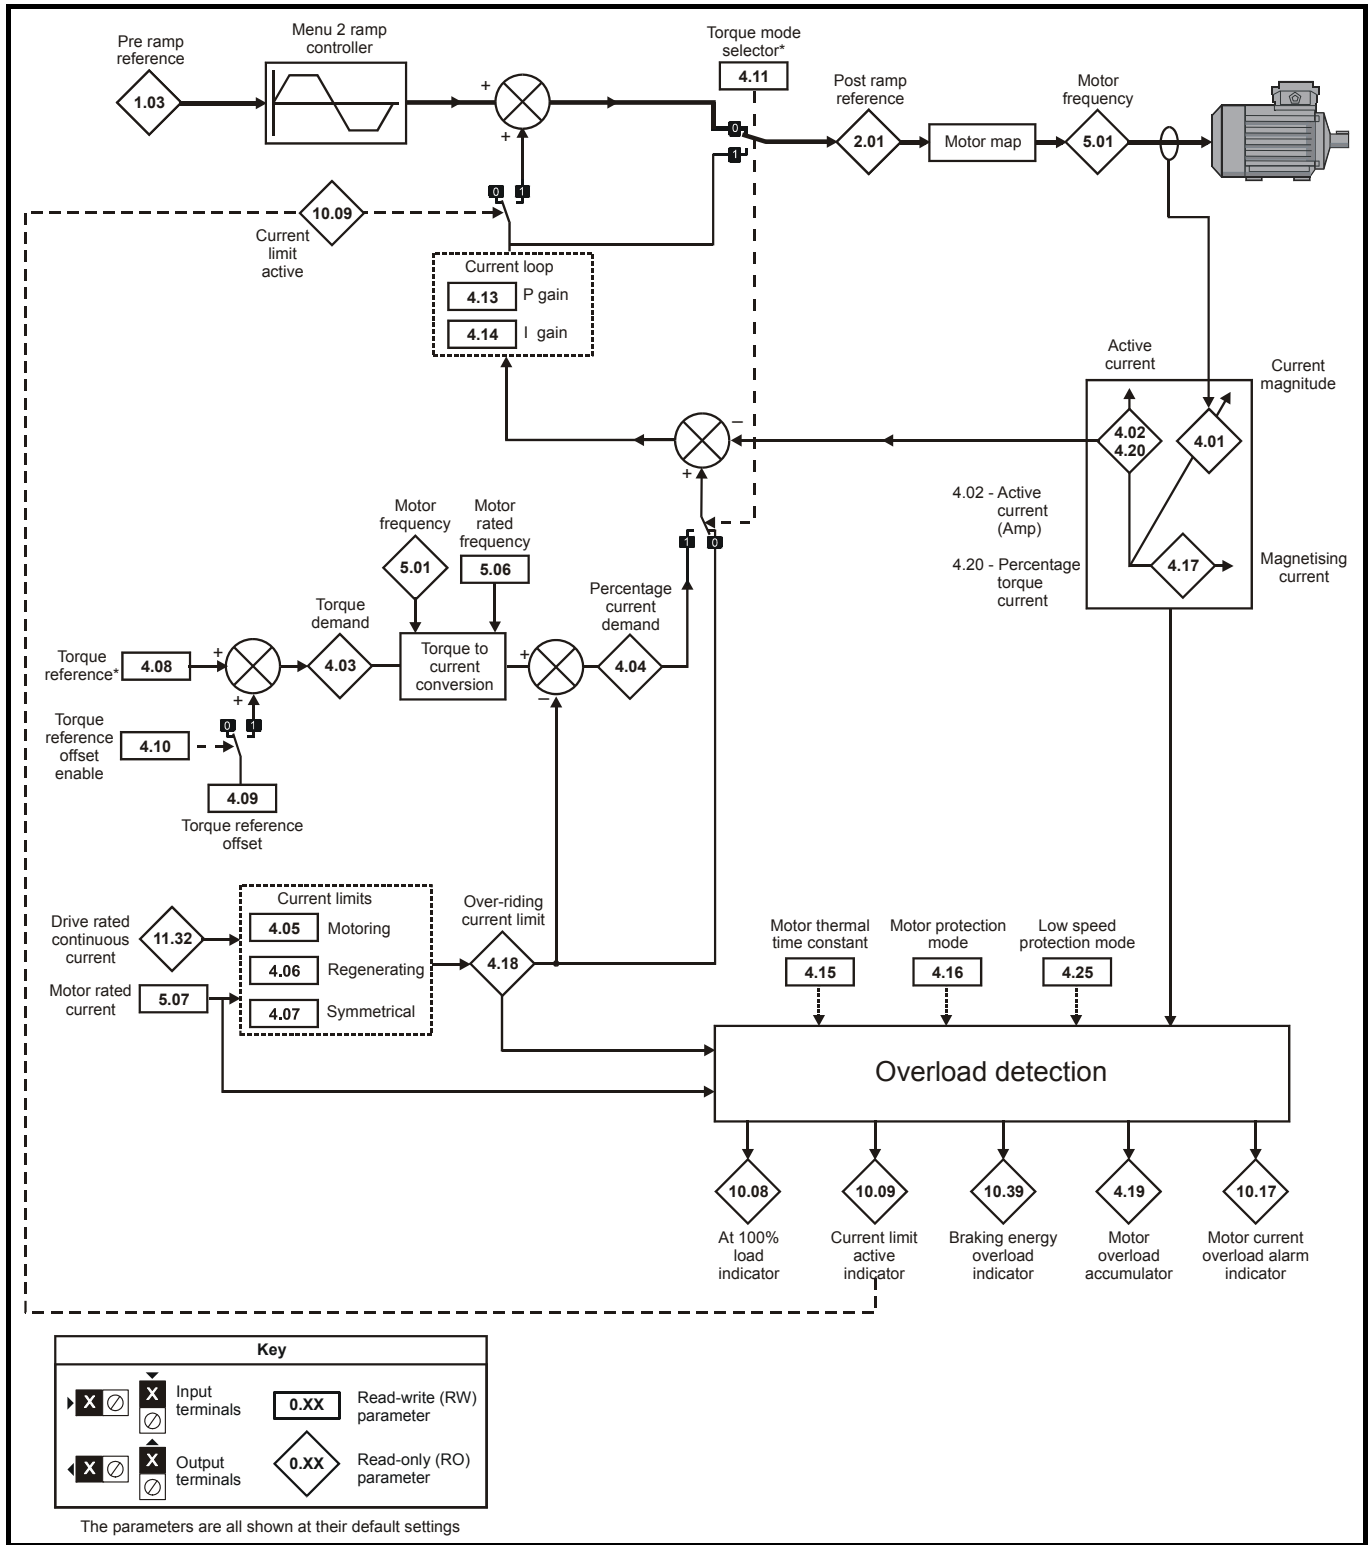 Pre ramp
reference
1.03
Menu 2 ramp
controller
+
+
Torque mode
selector*
4.11
0
1
Post ramp
reference
2.01
Motor map
Motor
frequency
5.01
0
1
10.09
Current
limit
active
Current loop
4.13
P gain
4.14
I gain
Active
current
Current
magnitude
4.02
4.20
4.01
4.17
Magnetising
current
4.02 - Active
current
(Amp)
4.20 - Percentage
torque
current
–
+
1
0
Motor
frequency
5.01
Motor
rated
frequency
5.06
Percentage
current
demand
4.04
Torque
demand
4.03
Torque to
current
conversion
+
–
Torque
reference*
4.08
+
+
0
1
Torque
reference
offset
enable
4.10
4.09
Torque reference
offset
Drive rated
continuous
current
11.32
Motor rated
current
5.07
Current limits
4.05
Motoring
4.06
Regenerating
4.07
Symmetrical
Over-riding
current limit
4.18
Motor thermal
time constant
4.15
Motor protection
mode
4.16
Low speed
protection mode
4.25
Overload detection
10.08
10.09
10.39
4.19
10.17
At 100%
load
indicator
Current limit
active
indicator
Braking energy
overload
indicator
Motor
overload
accumulator
Motor current
overload alarm
indicator
Key
X
X
Input
terminals
0.XX
Read-write (RW)
parameter
X
X
Output
terminals
0.XX
Read-only (RO)
parameter
The parameters are all shown at their default settings